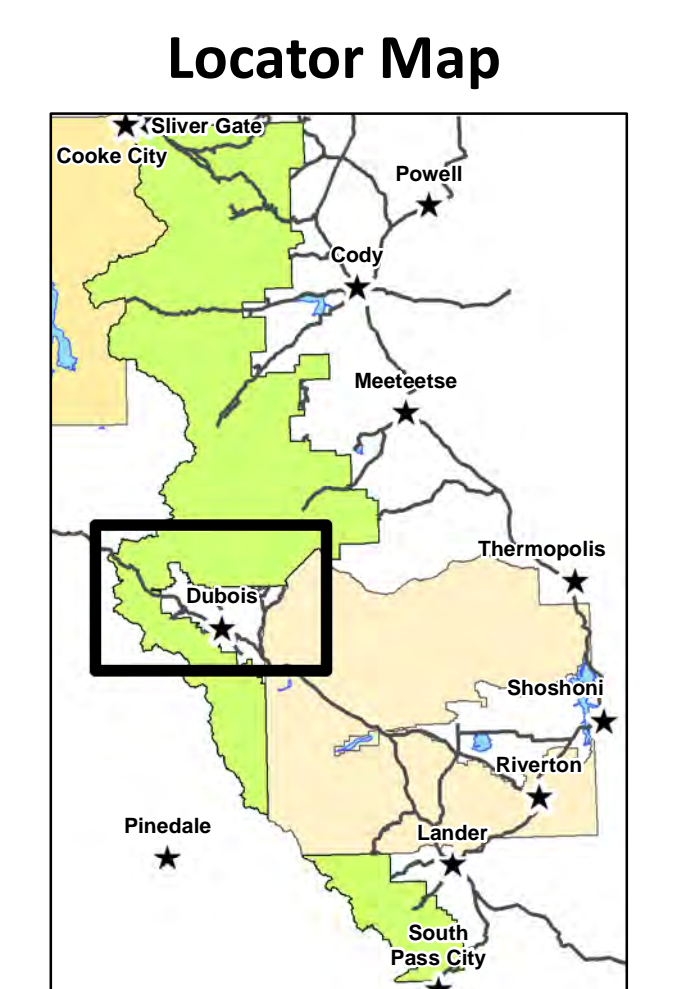 Locator Map
Sliver Gate
Cooke City
Powell
Cody
Meeteetse
Thermopolis
Dubois
Shoshoni
Riverton
Pinedale
Lander
South
Pass City